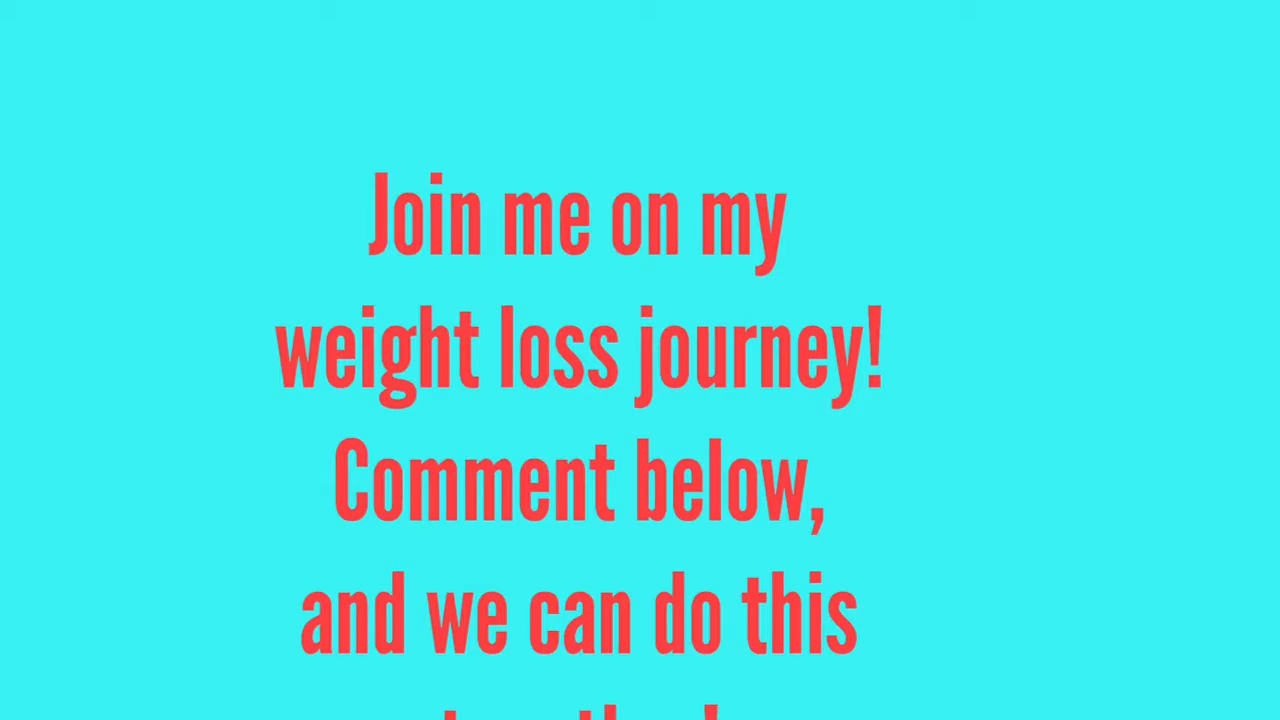 Join me on my
weight loss journey!
Comment below,
and we can do this